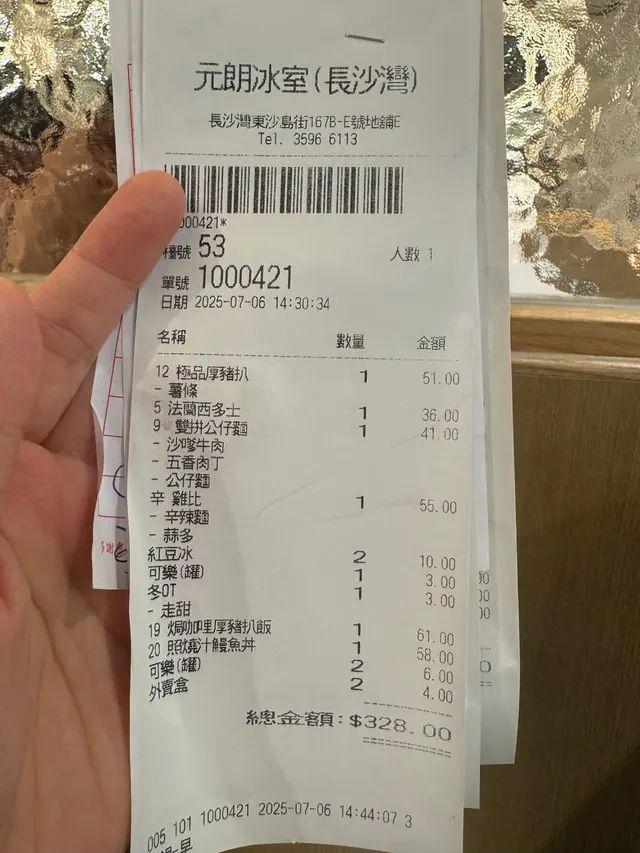 元朗冰室(長沙灣)
長沙灣東沙島街167B-E號地舖E
Tel. 3596 6113
000421*
檯號 53 人數 1
單號 1000421
日期 2025-07-06 14:30:34
名稱 數量 金額
12 極品厚豬扒 1 51.00
- 薯條
5 法蘭西多士 1 36.00
9 雙拼公仔麵 1 41.00
- 沙嗲牛肉
- 五香肉丁
- 公仔麵
辛 雞比 1 55.00
- 辛辣麵
- 蒜多
紅豆冰 2 10.00
可樂(罐) 1 3.00
冬OT 1 3.00
- 走甜
19 焗咖哩厚豬扒飯 1 61.00
20 照燒汁鰻魚丼 1 58.00
可樂(罐) 2 6.00
外賣盒 2 4.00
總金額:$328.00
005 101 1000421 2025-07-06 14:44:07 3